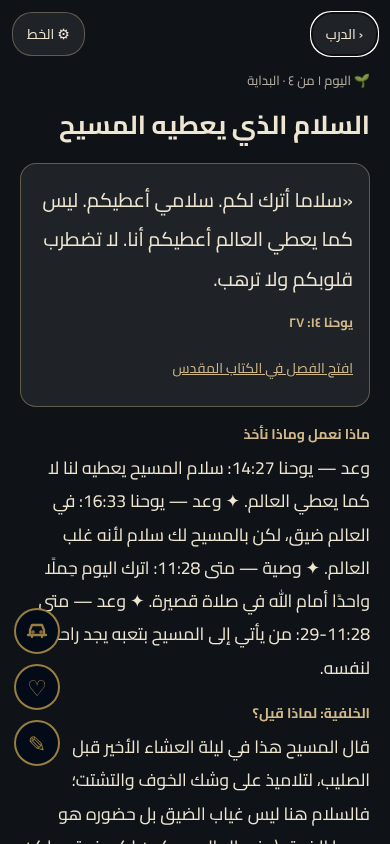 ‹ الدرب
⚙ الخط
🌱 اليوم ١ من ٤ · البداية
السلام الذي يعطيه المسيح
«سلاما أترك لكم. سلامي أعطيكم. ليس
كما يعطي العالم أعطيكم أنا. لا تضطرب
قلوبكم ولا ترهب.
يوحنا ١٤: ٢٧
افتح الفصل في الكتاب المقدس
ماذا نعمل وماذا نأخذ
وعد — يوحنا 14:27: سلام المسيح يعطيه لنا لا
كما يعطي العالم. ✦ وعد — يوحنا 16:33: في
العالم ضيق، لكن بالمسيح لك سلام لأنه غلب
العالم. ✦ وصية — متى 11:28: اترك اليوم حِملًا
واحدًا أمام الله في صلاة قصيرة. ✦ وعد — متى
11:28-29: من يأتي إلى المسيح بتعبه يجد
لنفسه.
الخلفية: لماذا قيل؟
قال المسيح هذا في ليلة العشاء الأخير قبل
الصليب، لتلاميذ على وشك الخوف والتشتت؛
فالسلام هنا ليس غياب الضيق بل حضوره هو